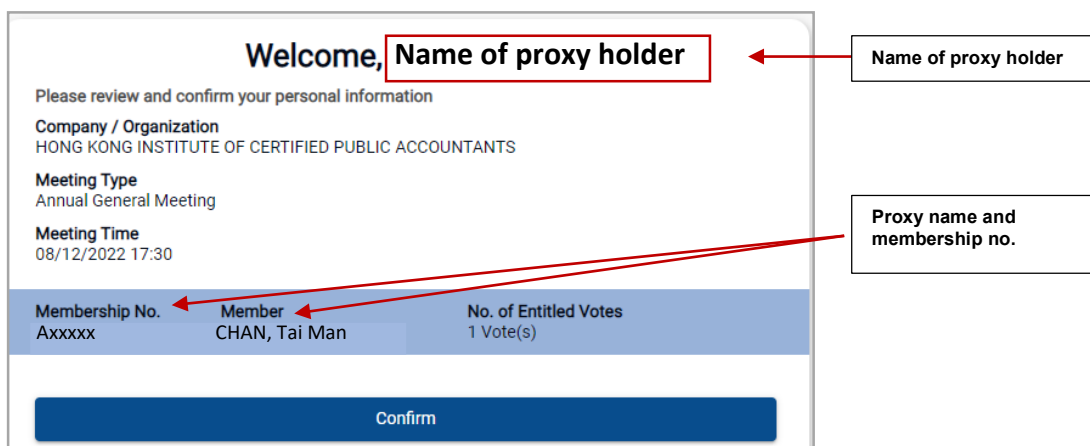 Welcome, Name of proxy holder
Name of proxy holder
Please review and confirm your personal information
Company / Organization
HONG KONG INSTITUTE OF CERTIFIED PUBLIC ACCOUNTANTS
Meeting Type
Annual General Meeting
Meeting Time
08/12/2022 17:30
Proxy name and
membership no.
Membership No. Member No. of Entitled Votes
Axxxxx CHAN, Tai Man 1 Vote(s)
Confirm